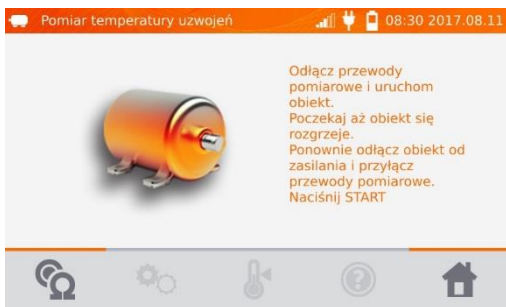 Pomiar temperatury uzwojeń 08:30 2017.08.11
Odłącz przewody
pomiarowe i uruchom
obiekt.
Poczekaj aż obiekt się
rozgrzeje.
Ponownie odłącz obiekt od
zasilania i przyłącz
przewody pomiarowe.
Naciśnij START